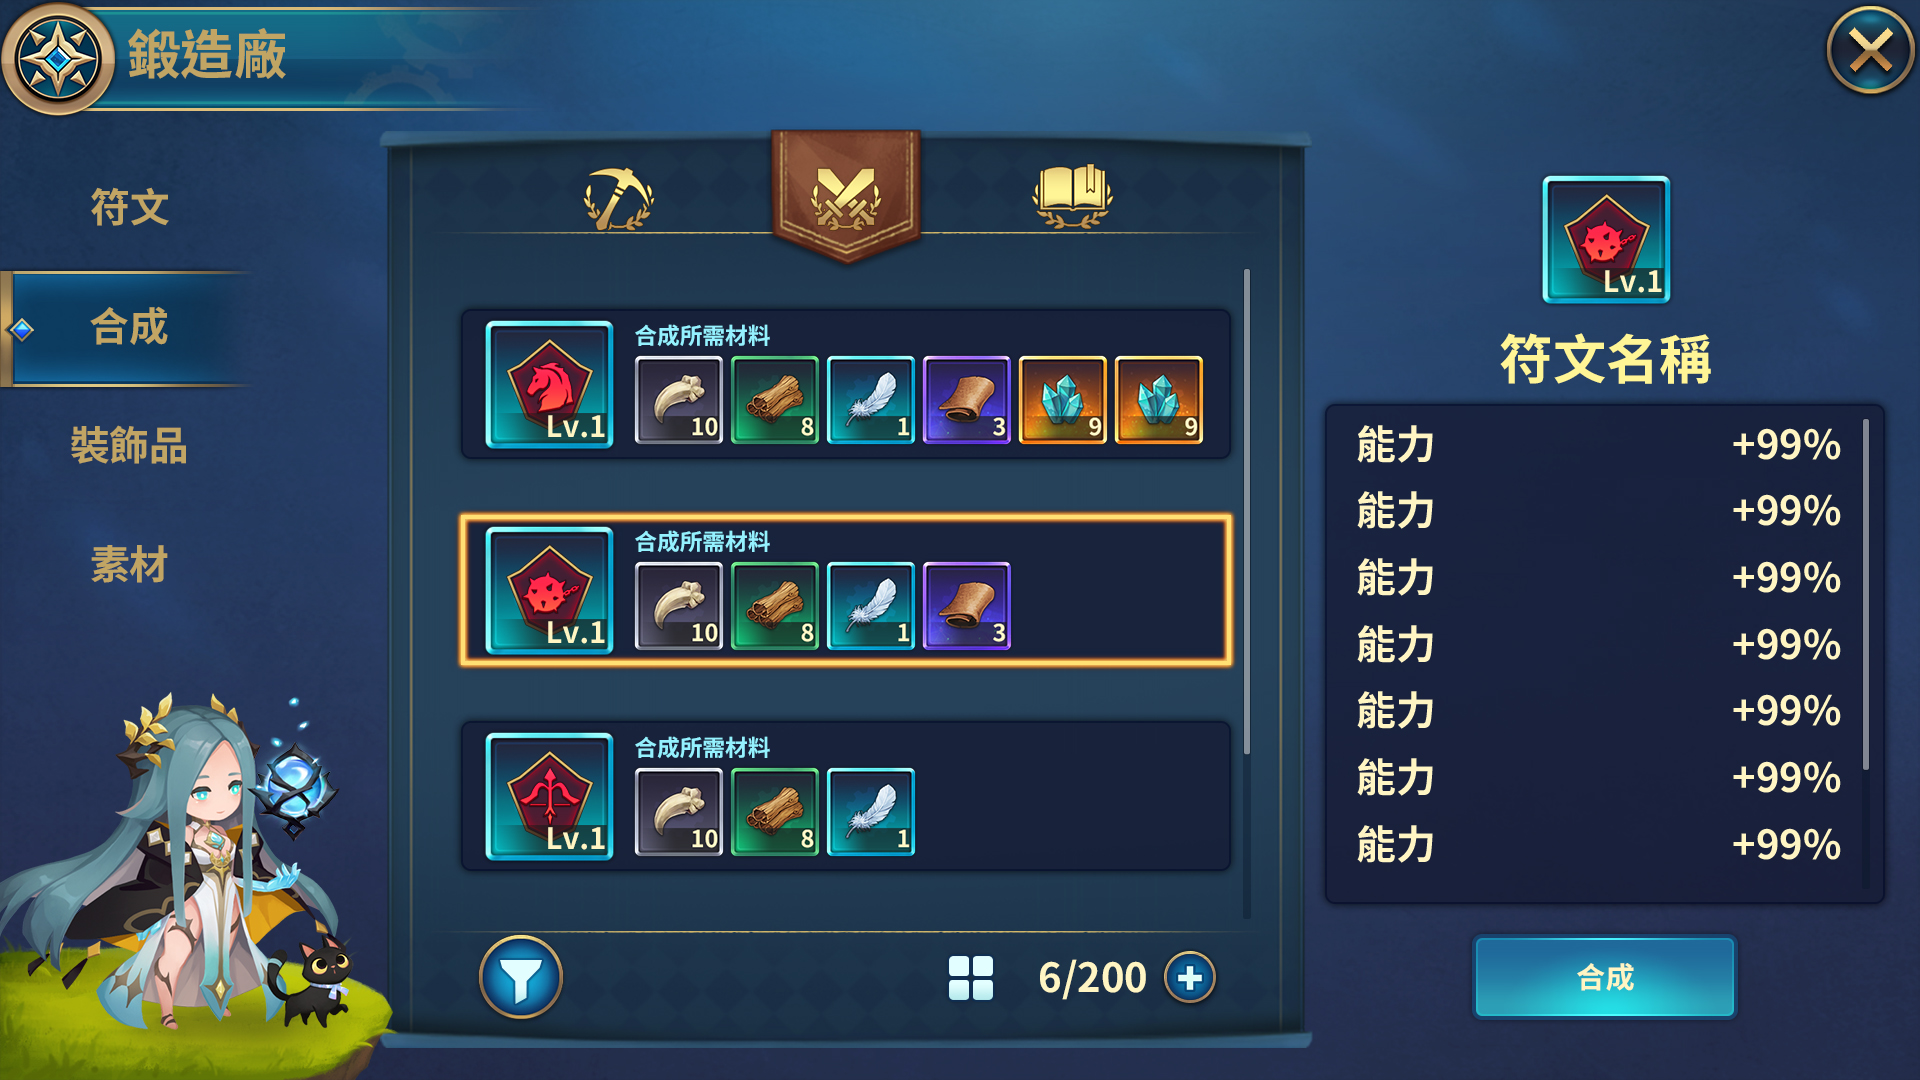 鍛造廠
符文
合成
裝飾品
素材
合成所需材料
Lv.1
10
8
1
3
9
9
合成所需材料
Lv.1
10
8
1
3
合成所需材料
Lv.1
10
8
1
6/200
Lv.1
符文名稱
能力 +99%
能力 +99%
能力 +99%
能力 +99%
能力 +99%
能力 +99%
能力 +99%
合成